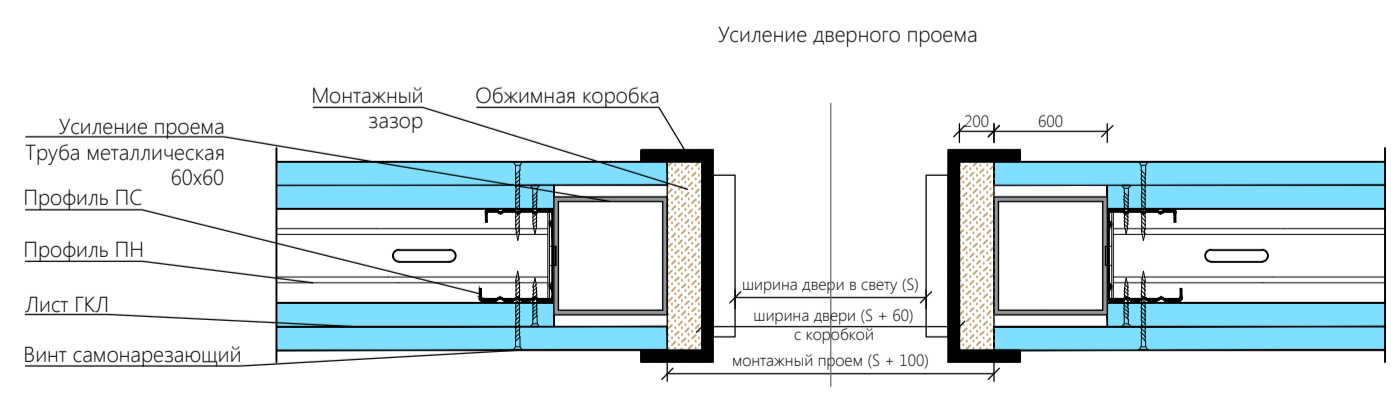 Усиление дверного проема
Монтажный
зазор
Обжимная коробка
Усиление проема
Труба металлическая
60х60
Профиль ПС
Профиль ПН
Лист ГКЛ
Винт самонарезающий
200
600
ширина двери в свету (S)
ширина двери (S + 60)
с коробкой
монтажный проем (S + 100)